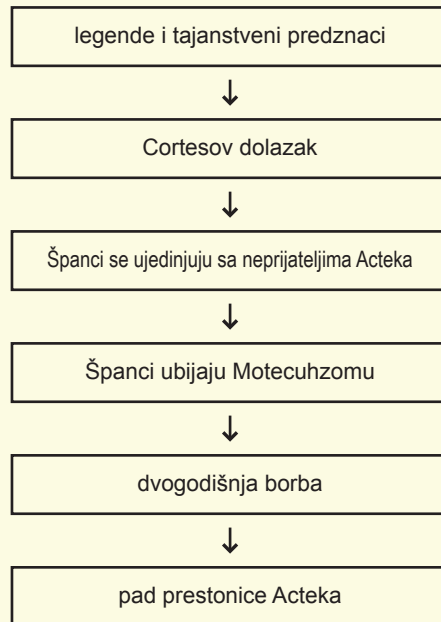 legende i tajanstveni predznaci
Cortesov dolazak
Španci se ujedinjuju sa neprijateljima Acteka
Španci ubijaju Motecuhzomu
dvogodišnja borba
pad prestonice Acteka